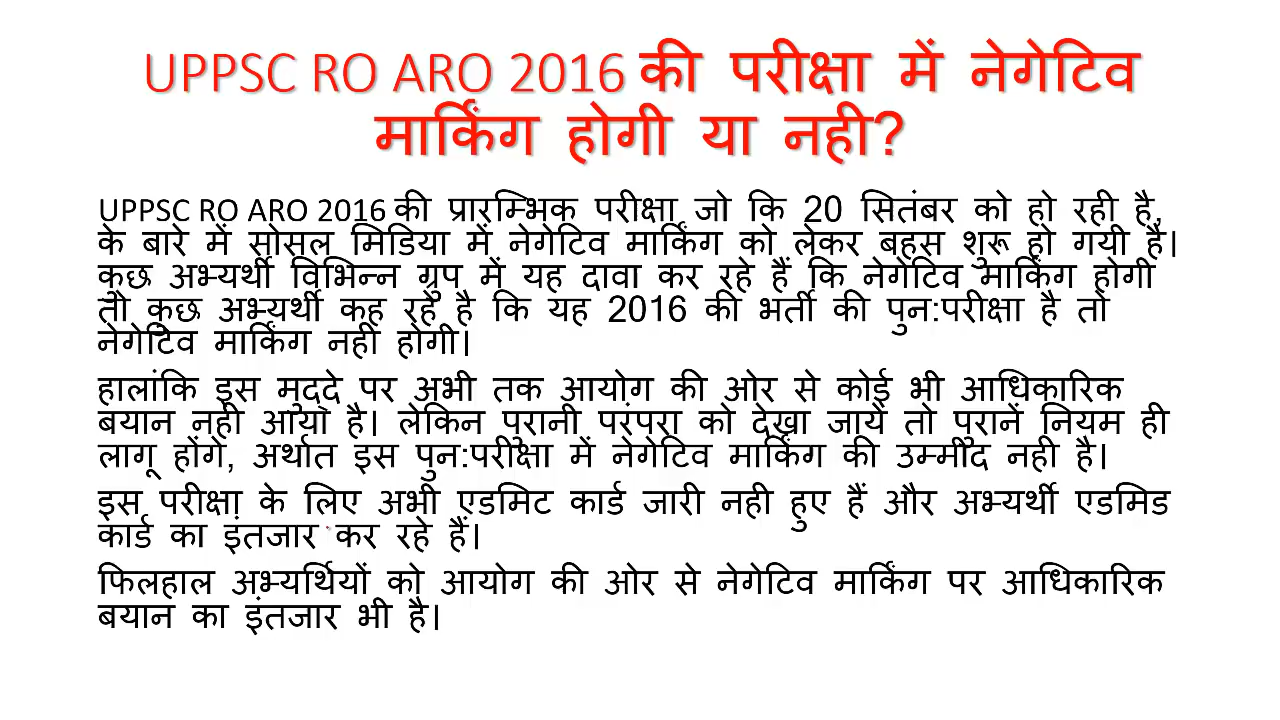 UPPSC RO ARO 2016 की परीक्षा में नेगेटिव
मार्किंग होगी या नही?
UPPSC RO ARO 2016 की प्रारम्भिक परीक्षा जो कि 20 सितंबर को हो रही है,
के बारे में सोसल मिडिया में नेगेटिव मार्किंग को लेकर बहस शुरू हो गयी है।
कुछ अभ्यर्थी विभिन्न ग्रुप में यह दावा कर रहे हैं कि नेगेटिव मार्किंग होगी
तो कुछ अभ्यर्थी कह रहे है कि यह 2016 की भर्ती की पुन:परीक्षा है तो
नेगेटिव मार्किंग नही होगी।
हालांकि इस मुद्दे पर अभी तक आयोग की ओर से कोई भी आधिकारिक
बयान नही आया है। लेकिन पुरानी परंपरा को देखा जाये तो पुरानें नियम ही
लागू होंगे, अर्थात इस पुन:परीक्षा में नेगेटिव मार्किंग की उम्मीद नही है।
इस परीक्षा के लिए अभी एडमिट कार्ड जारी नही हुए हैं और अभ्यर्थी एडमिड
कार्ड का इंतजार कर रहे हैं।
फिलहाल अभ्यर्थियों को आयोग की ओर से नेगेटिव मार्किंग पर आधिकारिक
बयान का इंतजार भी है।